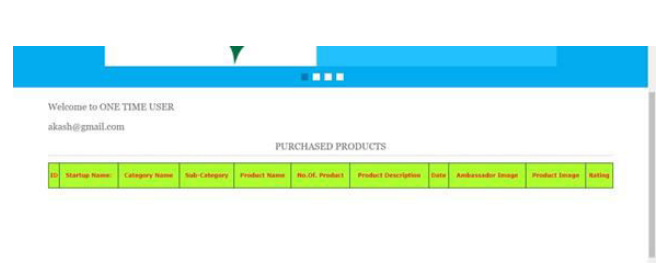 Welcome to ONE TIME USER
akash@gmail.com
PURCHASED PRODUCTS
ID Startup Name: Category Name Sub-Category Product Name No.Of. Product Product Description Date Ambassador Image Product Image Rating